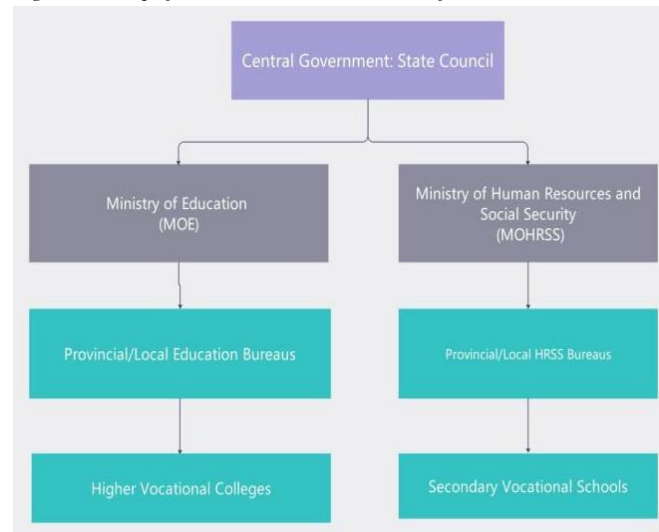 Central Government: State Council
Ministry of Education
(MOE)
Ministry of Human Resources and
Social Security
(MOHRSS)
Provincial/Local Education Bureaus
Provincial/Local HRSS Bureaus
Higher Vocational Colleges
Secondary Vocational Schools